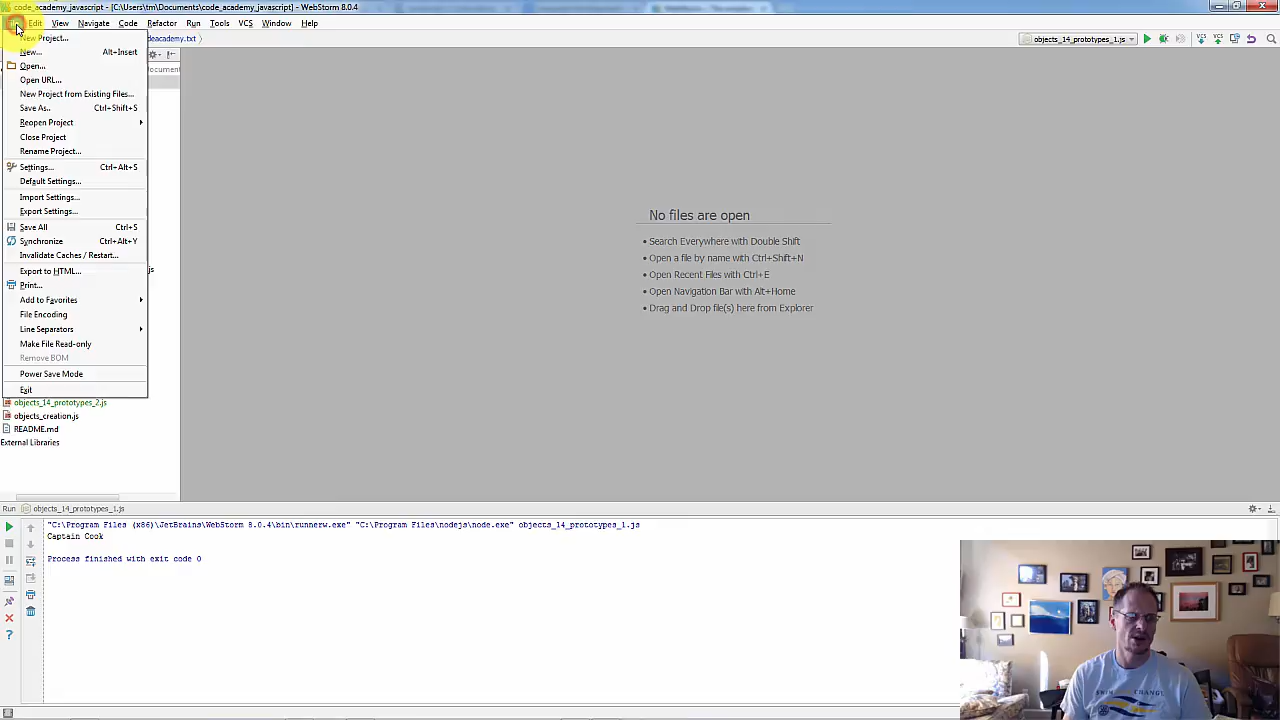 code_academy_javascript - [C:\Users\tm\Documents\code_academy_javascript] - WebStorm 8.0.4
Edit View Navigate Code Refactor Run Tools VCS Window Help
deacademy.txt
objects_14_prototypes_1.js
New Project...
New... Alt+Insert
Open...
Open URL...
New Project from Existing Files...
Save As.. Ctrl+Shift+S
Reopen Project
Close Project
Rename Project...
Settings... Ctrl+Alt+S
Default Settings...
Import Settings...
Export Settings...
Save All Ctrl+S
Synchronize Ctrl+Alt+Y
Invalidate Caches / Restart...
Export to HTML...
Print...
Add to Favorites
File Encoding
Line Separators
Make File Read-only
Remove BOM
Power Save Mode
Exit
objects_14_prototypes_2.js
objects_creation.js
README.md
External Libraries
No files are open
• Search Everywhere with Double Shift
• Open a file by name with Ctrl+Shift+N
• Open Recent Files with Ctrl+E
• Open Navigation Bar with Alt+Home
• Drag and Drop file(s) here from Explorer
Run objects_14_prototypes_1.js
"C:\Program Files (x86)\JetBrains\WebStorm 8.0.4\bin\runnerw.exe" "C:\Program Files\nodejs\node.exe" objects_14_prototypes_1.js
Captain Cook
Process finished with exit code 0